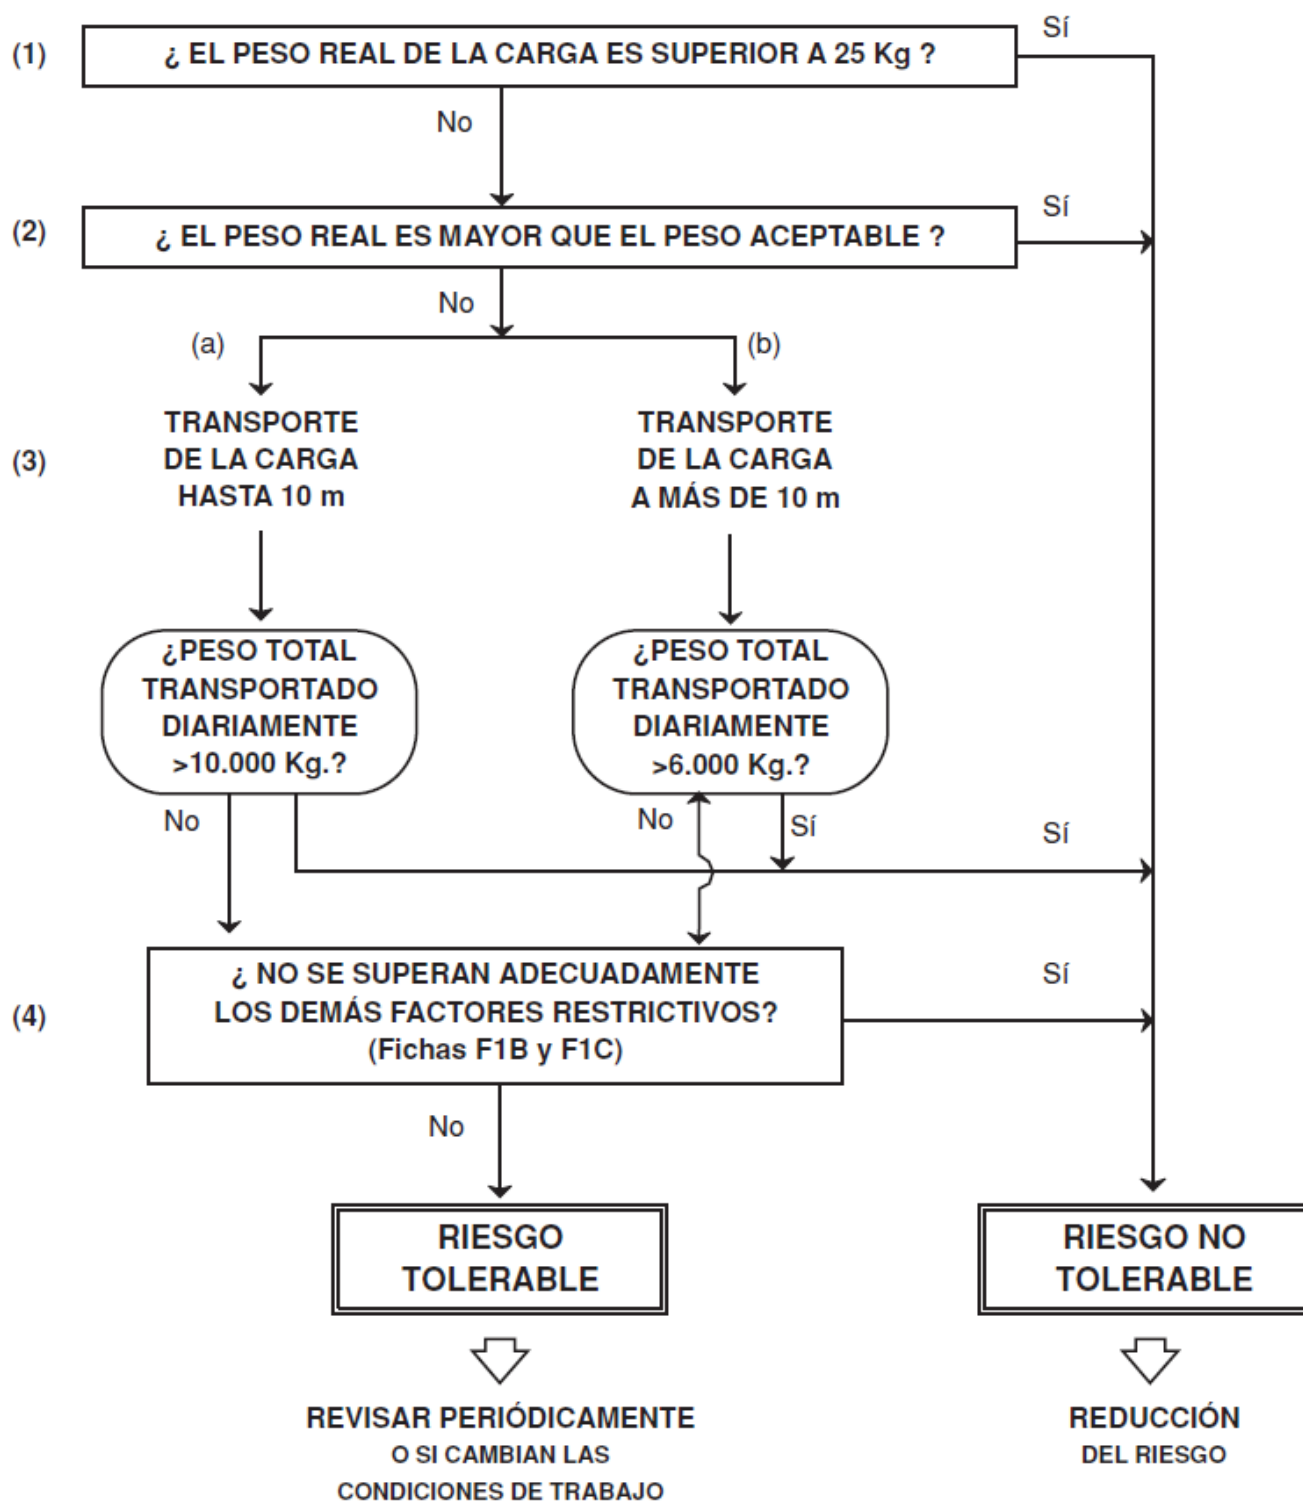 (1)
¿ EL PESO REAL DE LA CARGA ES SUPERIOR A 25 Kg ?
Sí
No
(2)
¿ EL PESO REAL ES MAYOR QUE EL PESO ACEPTABLE ?
Sí
No
(a)
(b)
(3)
TRANSPORTE
DE LA CARGA
HASTA 10 m
TRANSPORTE
DE LA CARGA
A MÁS DE 10 m
¿PESO TOTAL
TRANSPORTADO
DIARIAMENTE
>10.000 Kg.?
¿PESO TOTAL
TRANSPORTADO
DIARIAMENTE
>6.000 Kg.?
No
No
Sí
Sí
(4)
¿ NO SE SUPERAN ADECUADAMENTE
LOS DEMÁS FACTORES RESTRICTIVOS?
(Fichas F1B y F1C)
Sí
No
RIESGO
TOLERABLE
RIESGO NO
TOLERABLE
REVISAR PERIÓDICAMENTE
O SI CAMBIAN LAS
CONDICIONES DE TRABAJO
REDUCCIÓN
DEL RIESGO